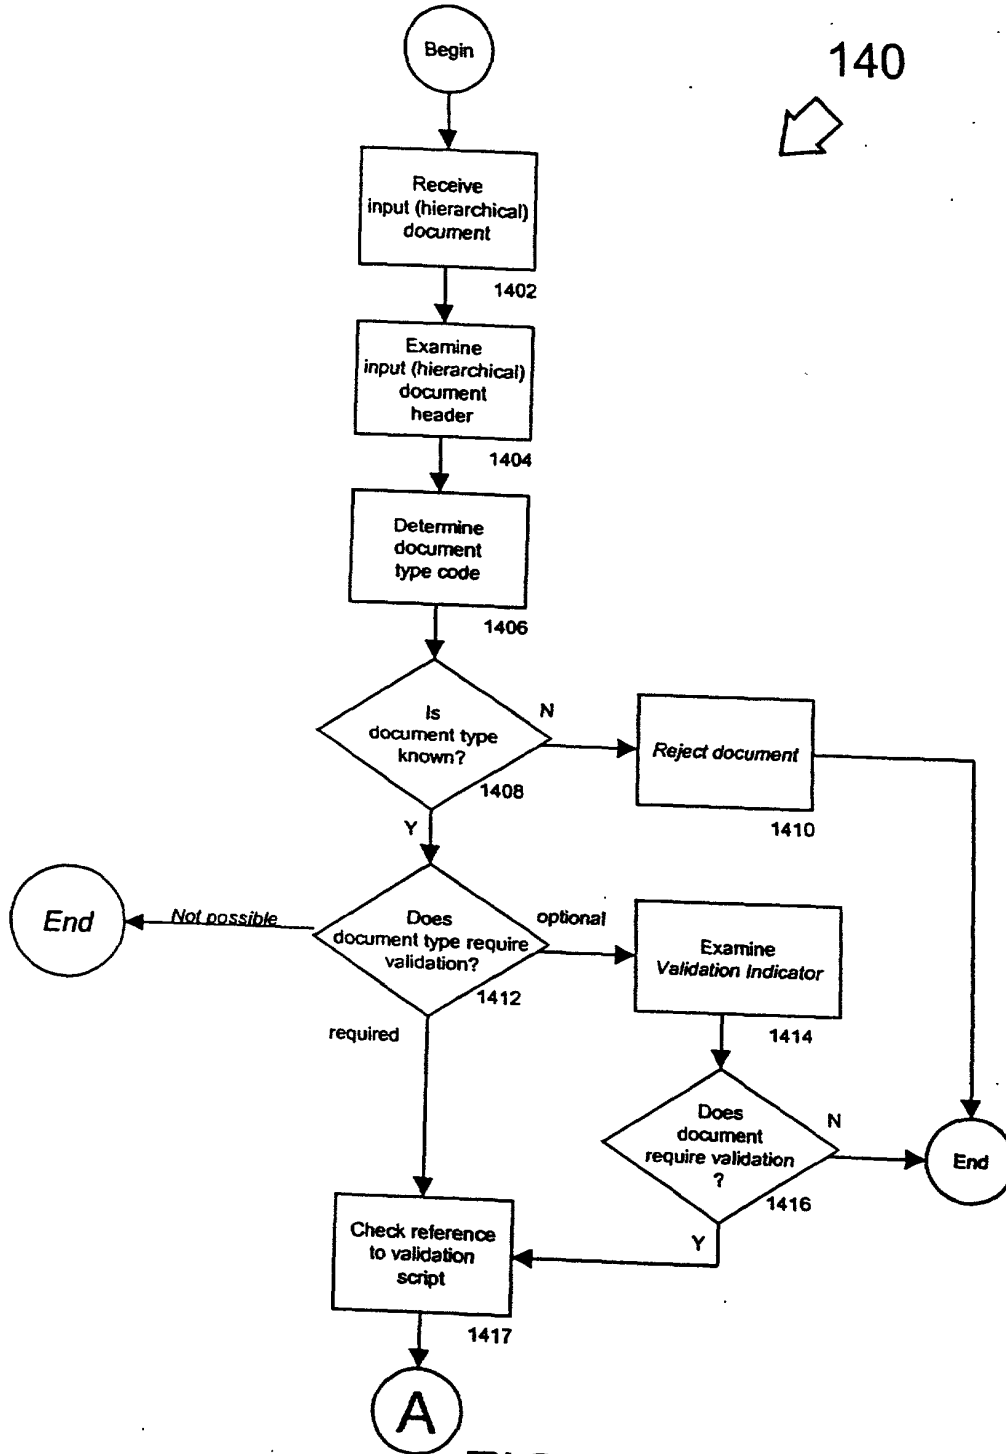 Begin
140
Receive
input (hierarchical)
document
1402
Examine
input (hierarchical)
document
header
1404
Determine
document
type code
1406
Is
document type
known?
1408
N
Reject document
1410
Y
End
Not possible
Does
document type require
validation?
1412
optional
Examine
Validation Indicator
1414
required
Does
document
require validation
?
1416
N
End
Y
Check reference
to validation
script
1417
A